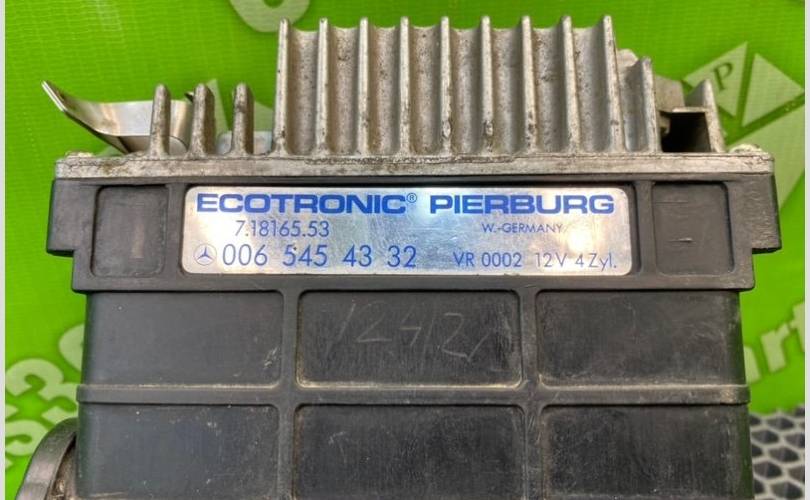 ECOTRONIC® PIERBURG
7.18165.53 W.-GERMANY
006 545 43 32 VR 0002 12V 4Zyl.
P